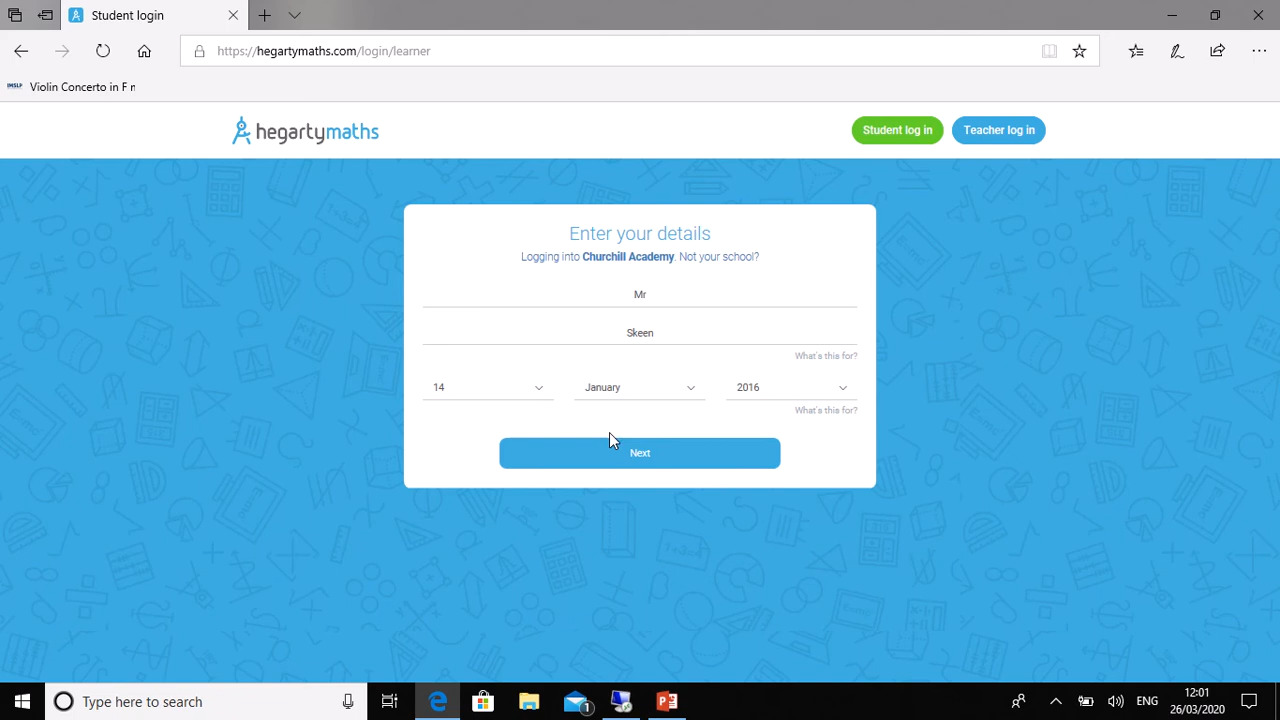 Student login
https://hegartymaths.com/login/learner
IMSLP Violin Concerto in F
hegartymaths
Student log in
Teacher log in
Enter your details
Logging into Churchill Academy. Not your school?
Mr
Skeen
What's this for?
14 January 2016
What's this for?
Next
Type here to search
1
ENG
12:01
26/03/2020